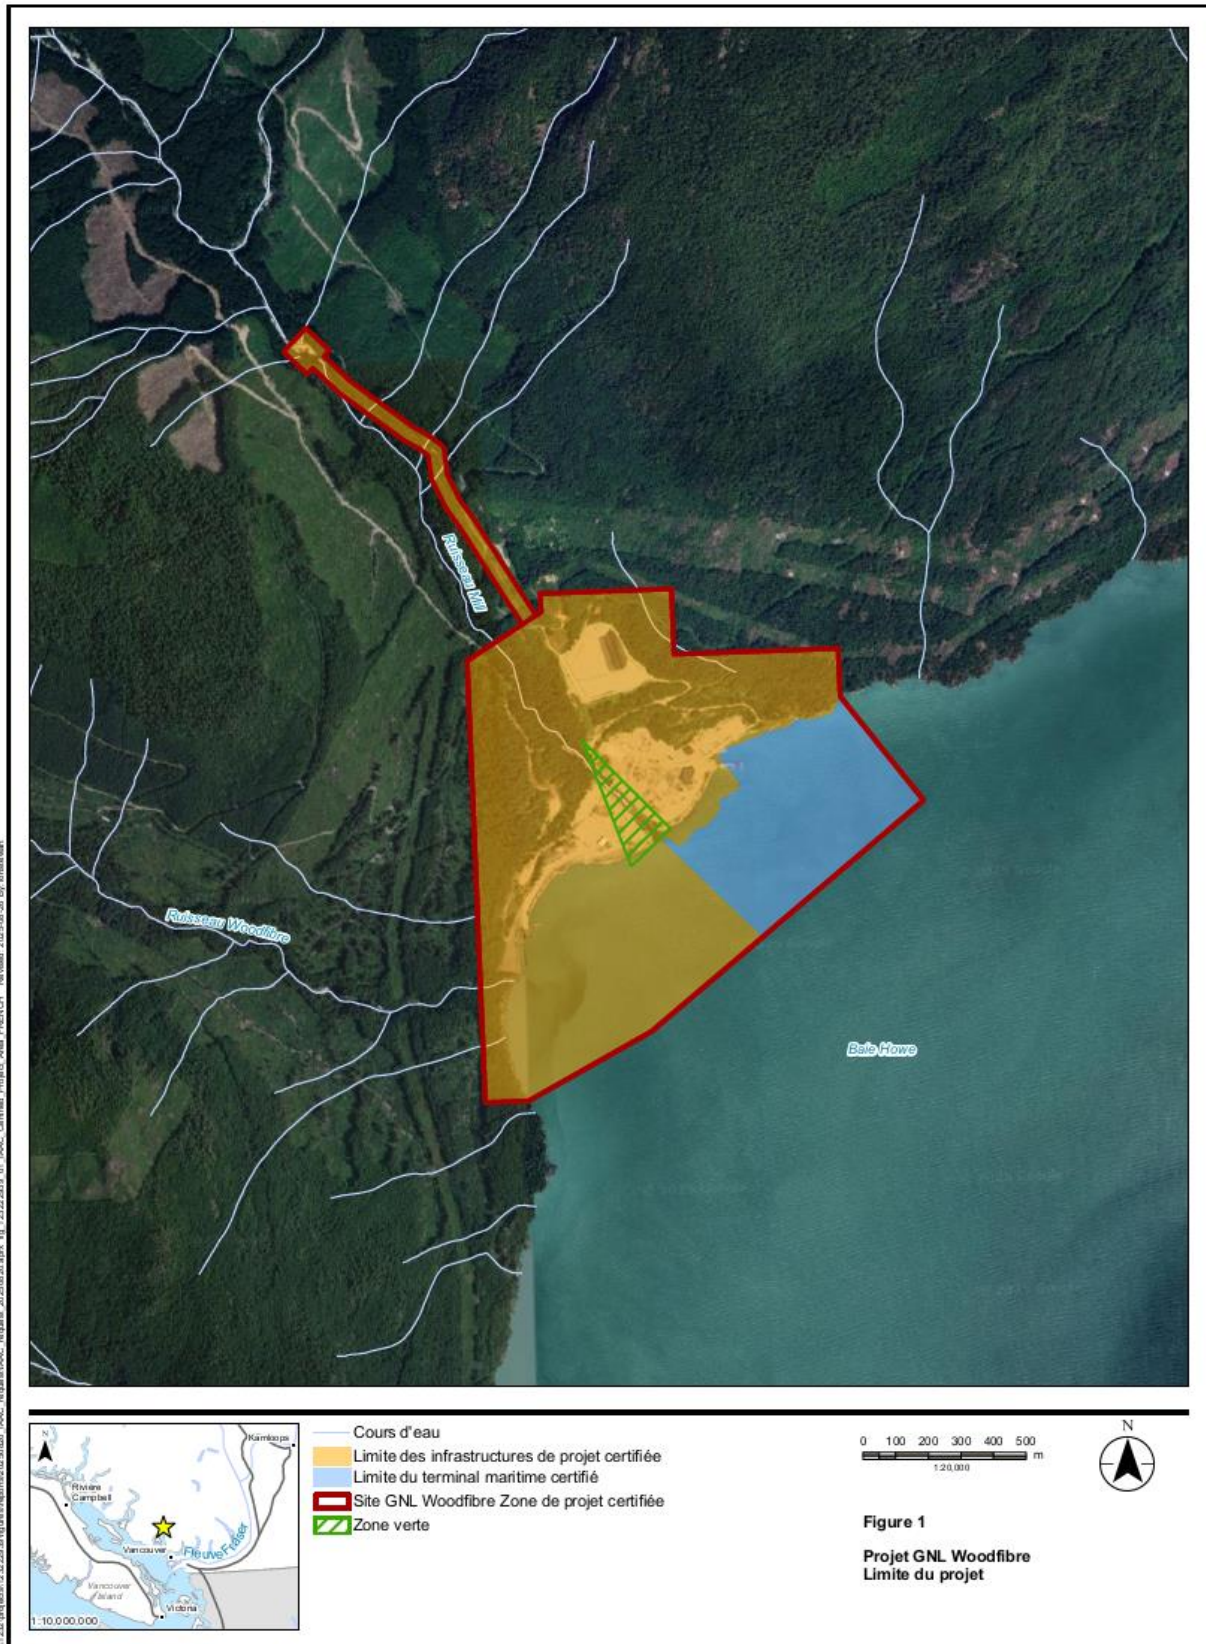 Ruisseau Mill
Ruisseau Woodfibre
Baie Howe
N
Kamloops
Rivière
Campbell
Vancouver
Fleuve Fraser
Vancouver
Island
Victoria
1:10,000,000
Cours d'eau
Limite des infrastructures de projet certifiée
Limite du terminal maritime certifié
Site GNL Woodfibre Zone de projet certifiée
Zone verte
0 100 200 300 400 500
m
1:20,000
N
Figure 1
Projet GNL Woodfibre
Limite du projet